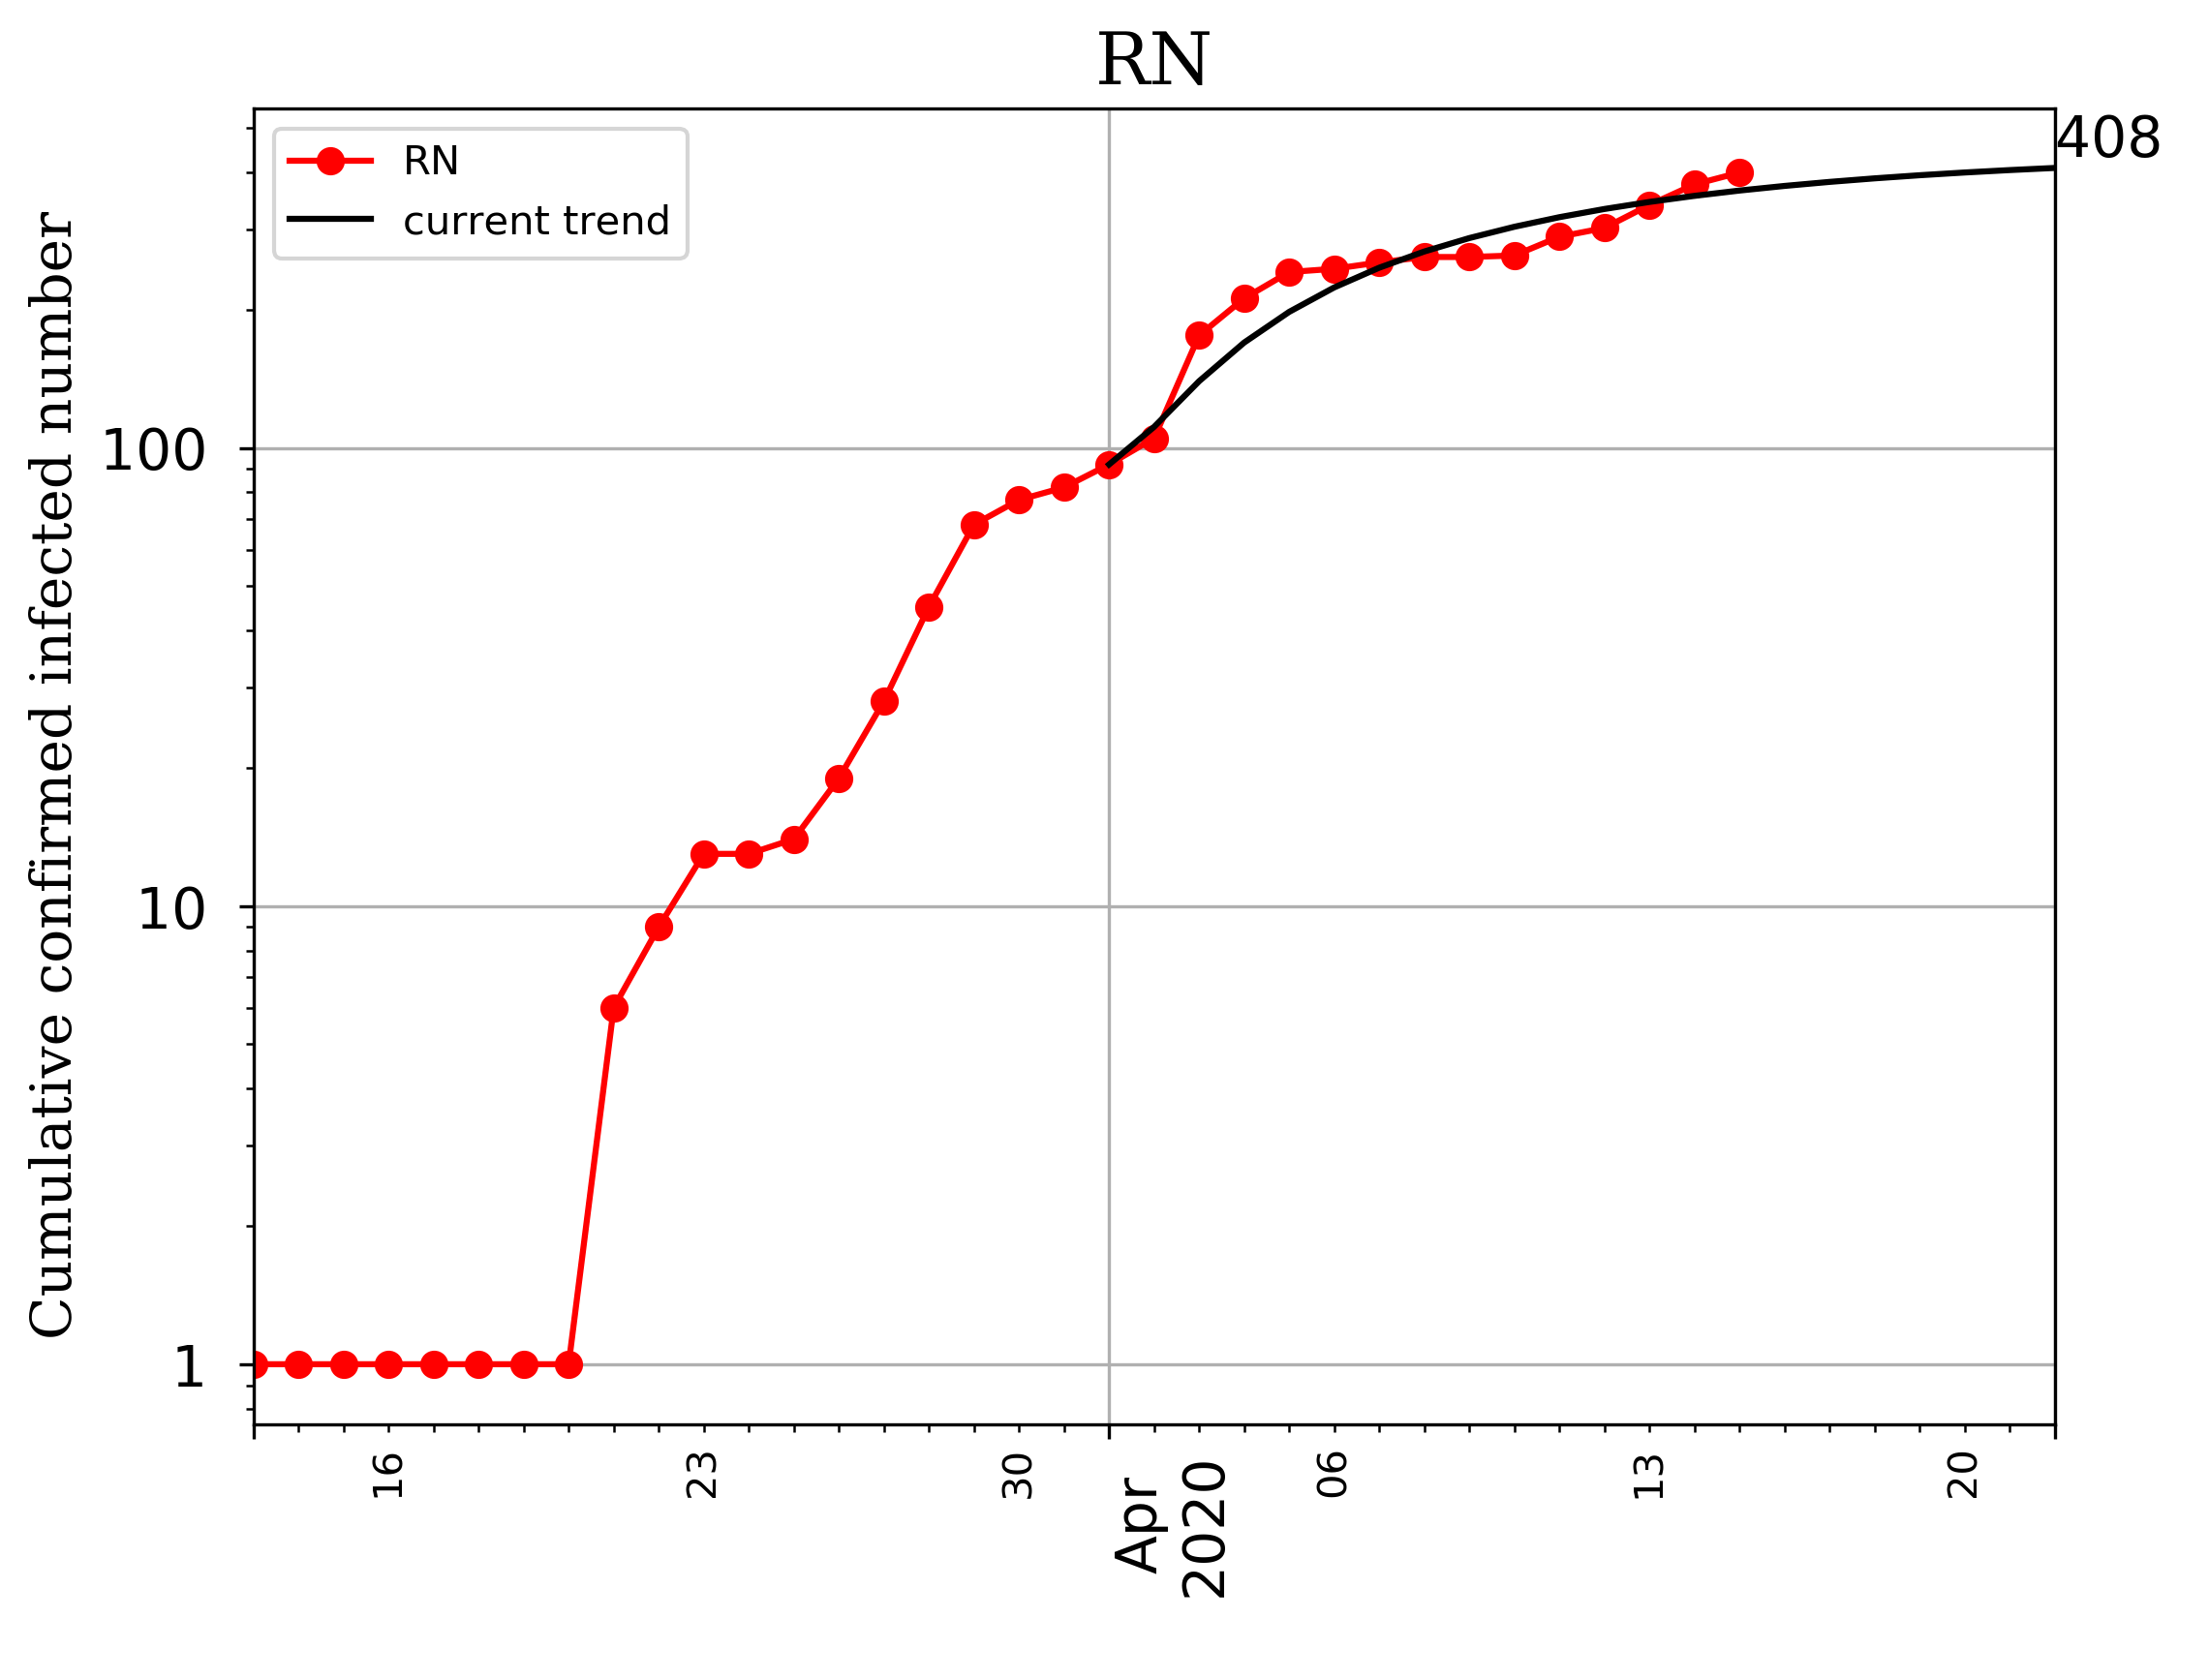 RN
408
RN
current trend
Cumulative confirmed infected number
100
10
1
16
23
30
Apr
2020
06
13
20